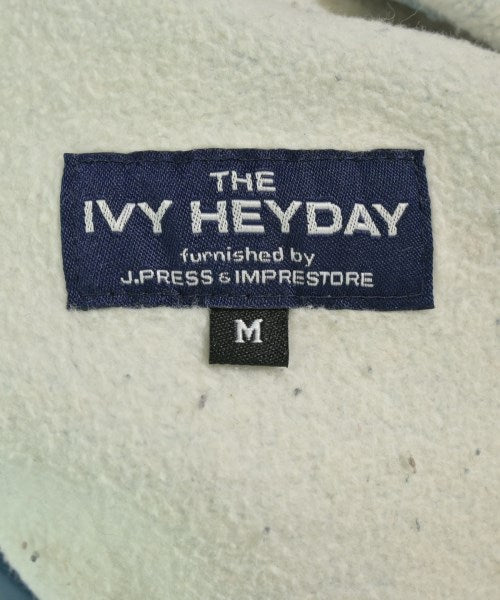 THE
IVY HEYDAY
furnished by
J.PRESS & IMPRESTORE
M